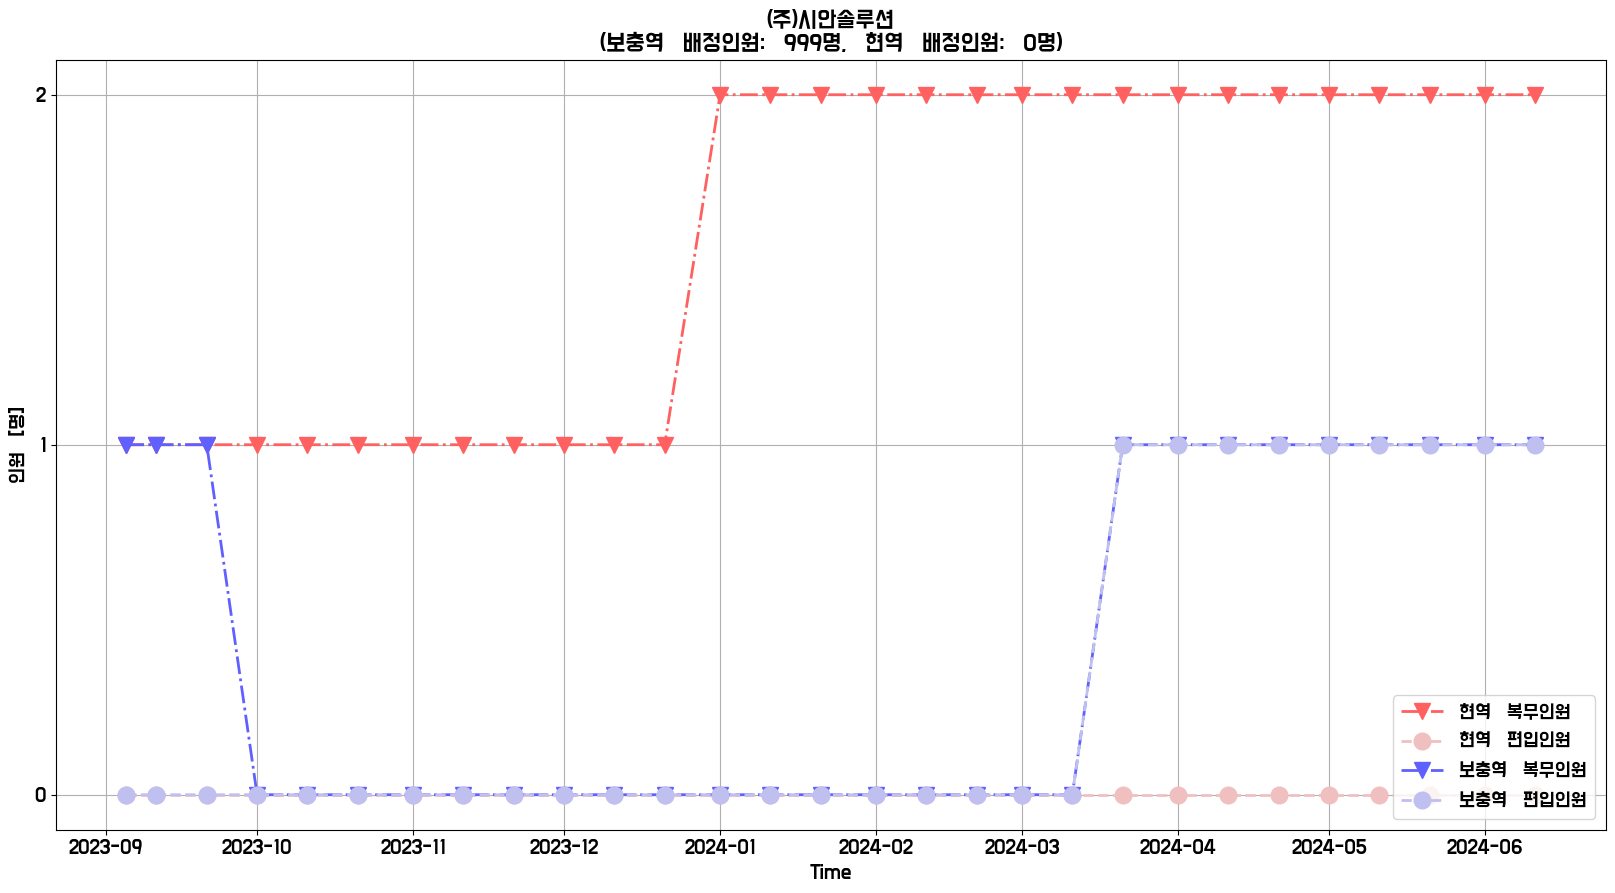 (주)시안솔루션
(보충역 배정인원: 999명, 현역 배정인원: 0명)
인원 [명]
2
1
0
현역 복무인원
현역 편입인원
보충역 복무인원
보충역 편입인원
2023-09 2023-10 2023-11 2023-12 2024-01 2024-02 2024-03 2024-04 2024-05 2024-06
Time